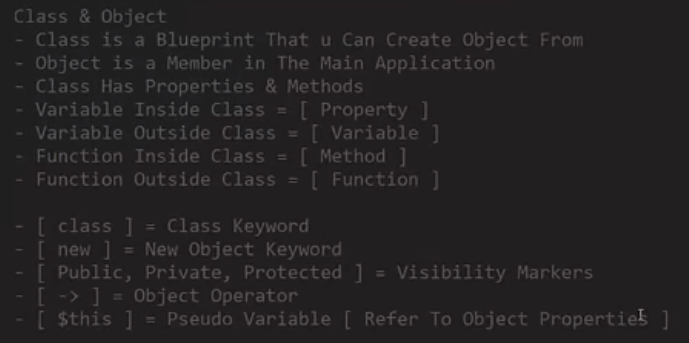 Class & Object
- Class is a Blueprint That u Can Create Object From
- Object is a Member in The Main Application
- Class Has Properties & Methods
- Variable Inside Class = [ Property ]
- Variable Outside Class = [ Variable ]
- Function Inside Class = [ Method ]
- Function Outside Class = [ Function ]
- [ class ] = Class Keyword
- [ new ] = New Object Keyword
- [ Public, Private, Protected ] = Visibility Markers
- [ -> ] = Object Operator
- [ $this ] = Pseudo Variable [ Refer To Object Properties ]